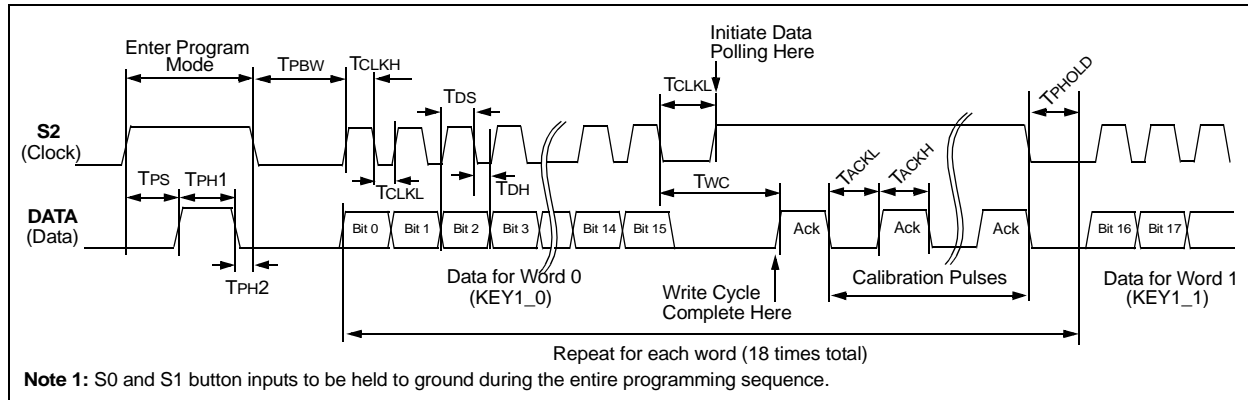 Enter Program
Mode
TPBW
TCLKH
TDS
TCLKL
Initiate Data
Polling Here
TPHOLD
S2
(Clock)
TPS
TPH1
TCLKL
TDH
TWC
TACKL
TACKH
DATA
(Data)
Bit 0
Bit 1
Bit 2
Bit 3
Bit 14
Bit 15
Ack
Ack
Ack
Bit 16
Bit 17
TPH2
Data for Word 0
(KEY1_0)
Write Cycle
Complete Here
Calibration Pulses
Data for Word 1
(KEY1_1)
Repeat for each word (18 times total)
Note 1: S0 and S1 button inputs to be held to ground during the entire programming sequence.